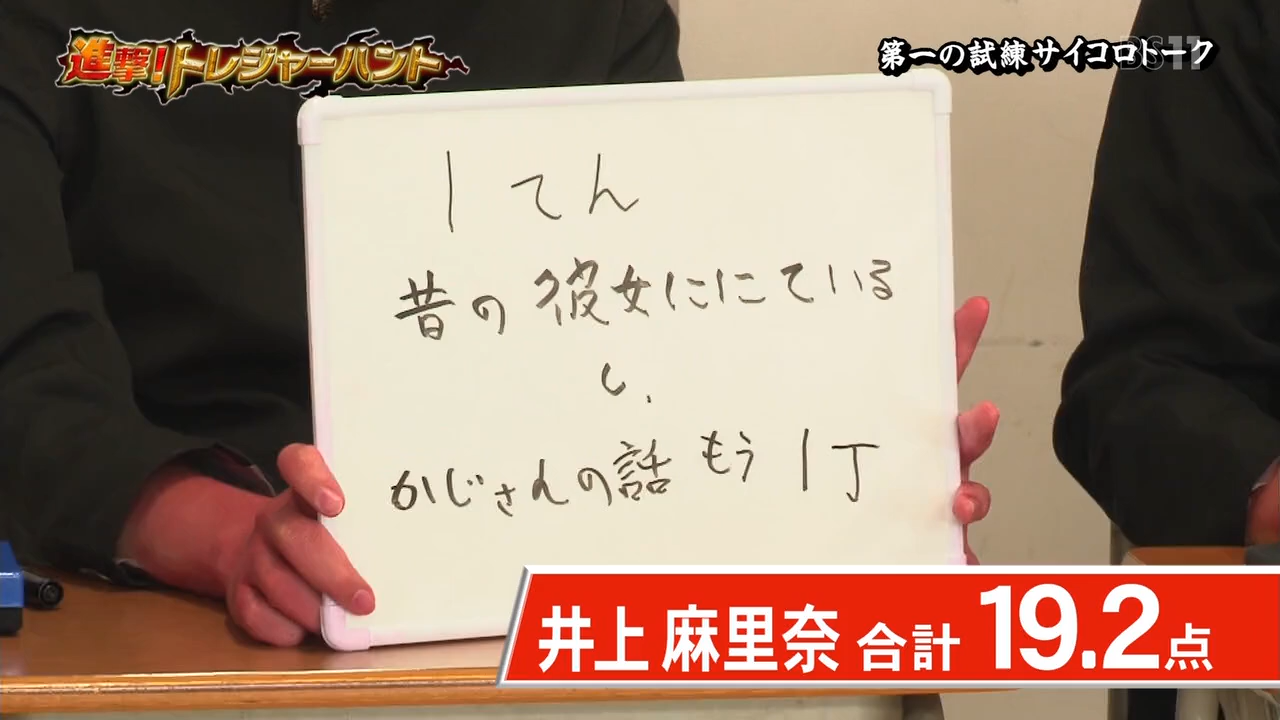 進撃!トレジャーハント
第一の試練サイコロトーク
BS11
1てん
昔の彼女ににている
し、
かじさんの話 もう1丁
井上麻里奈 合計 19.2点